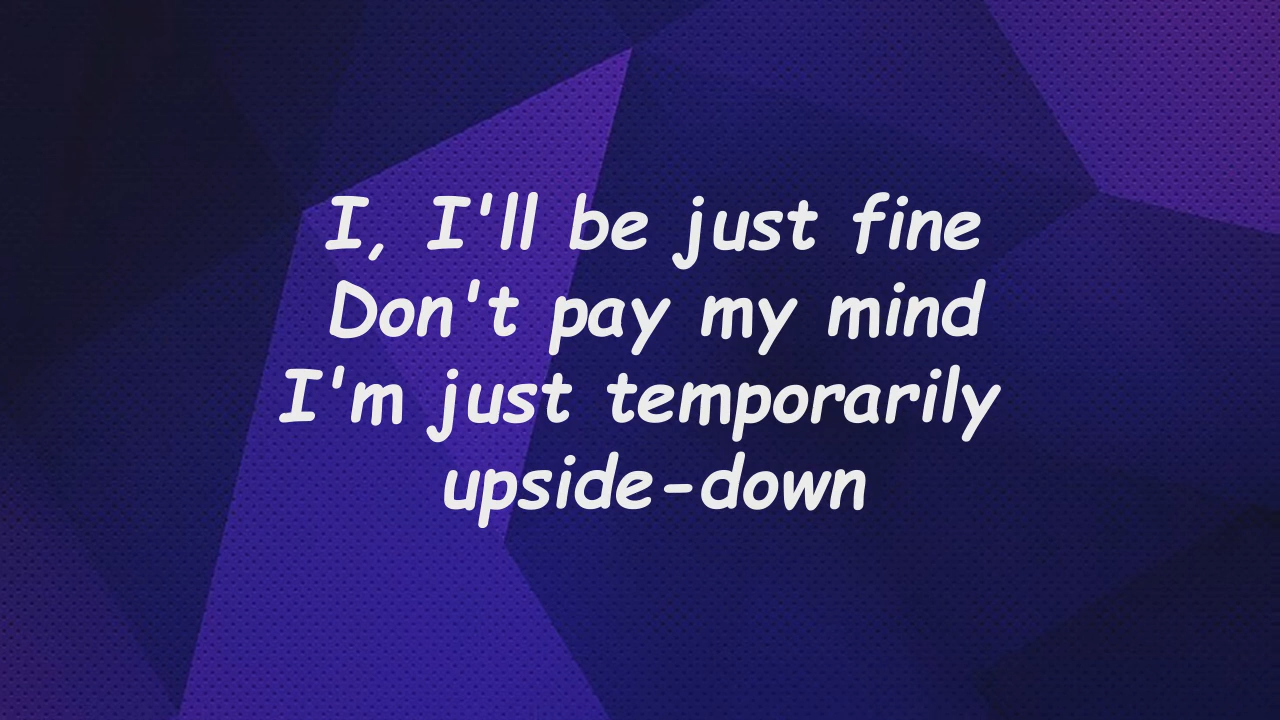 I, I'll be just fine
Don't pay my mind
I'm just temporarily
upside-down